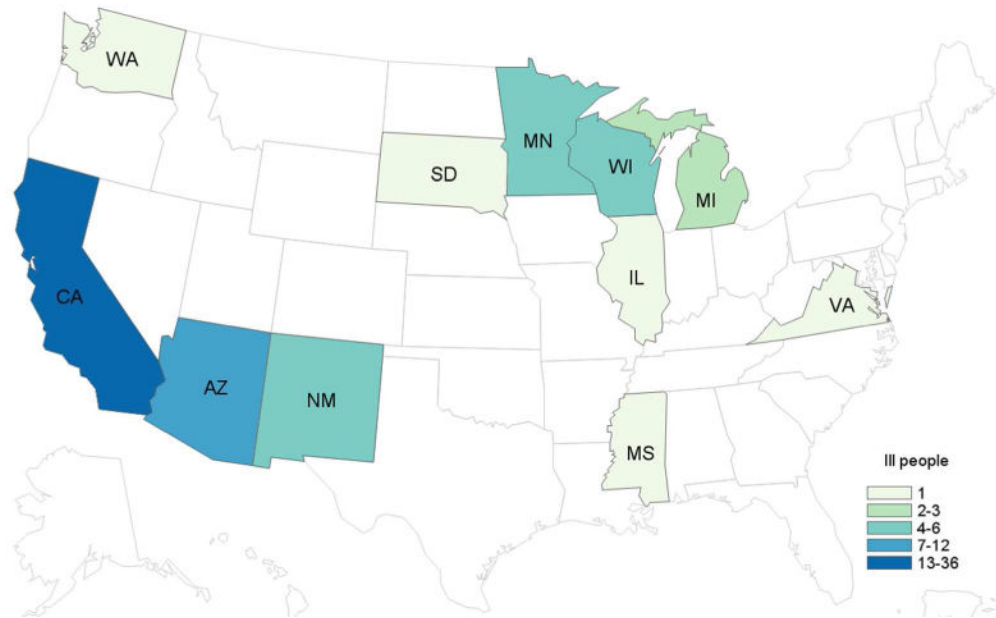 WA
MN
SD
WI
MI
CA
IL
VA
AZ
NM
MS
Ill people
1
2-3
4-6
7-12
13-36